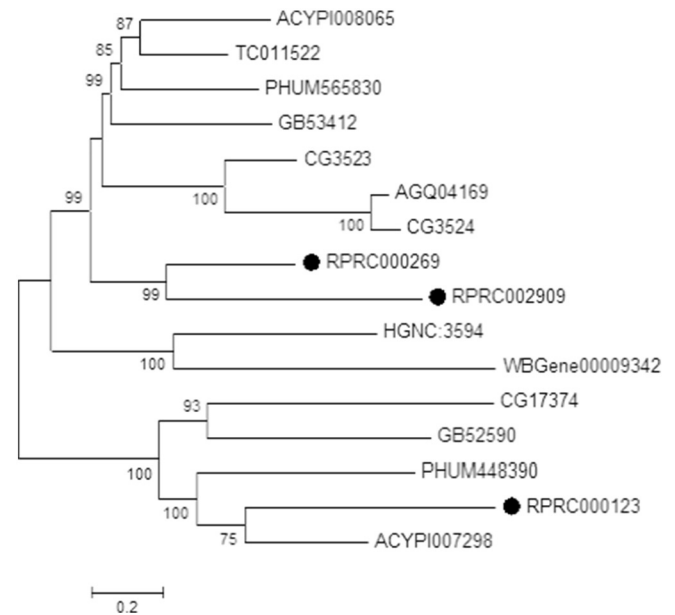 87
ACYPI008065
85
TC011522
99
PHUM565830
GB53412
CG3523
99
100
AGQ04169
100
CG3524
RPRC000269
99
RPRC002909
HGNC:3594
100
WBGene00009342
CG17374
93
GB52590
100
PHUM448390
100
RPRC000123
75
ACYPI007298
0.2